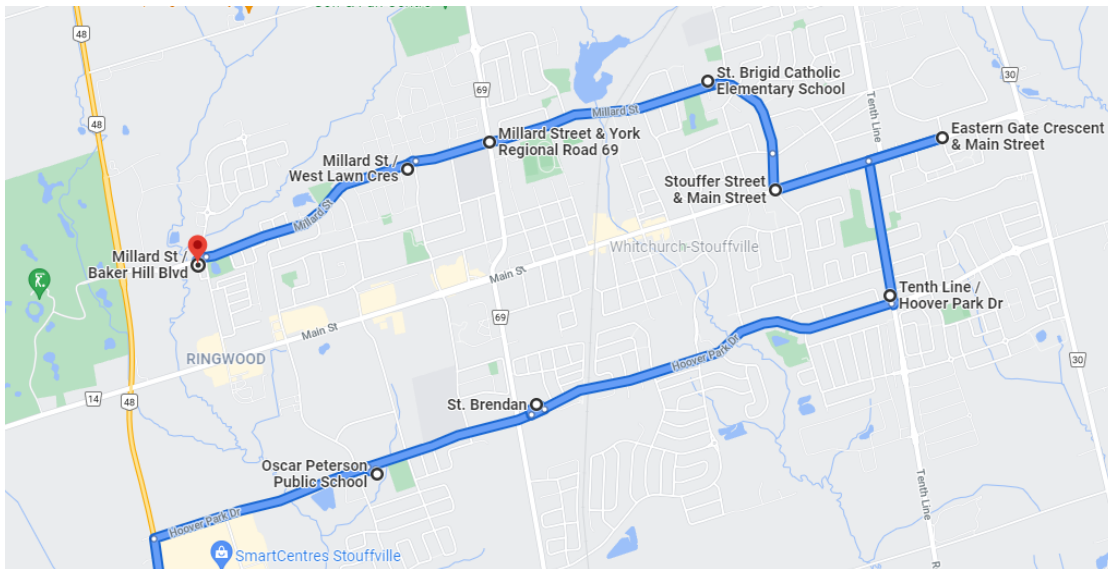 48
69
30
St. Brigid Catholic
Elementary School
Tenth Line
Millard St
Eastern Gate Crescent
& Main Street
Millard Street & York
Regional Road 69
48
Millard St /
West Lawn Cres
Stouffer Street
& Main Street
Millard St
Whitchurch-Stouffville
Millard St /
Baker Hill Blvd
Main St
Tenth Line /
Hoover Park Dr
69
Main St
RINGWOOD
Hoover Park Dr
30
14
48
St. Brendan
Oscar Peterson
Public School
Tenth Line
Hoover Park Dr
SmartCentres Stouffville